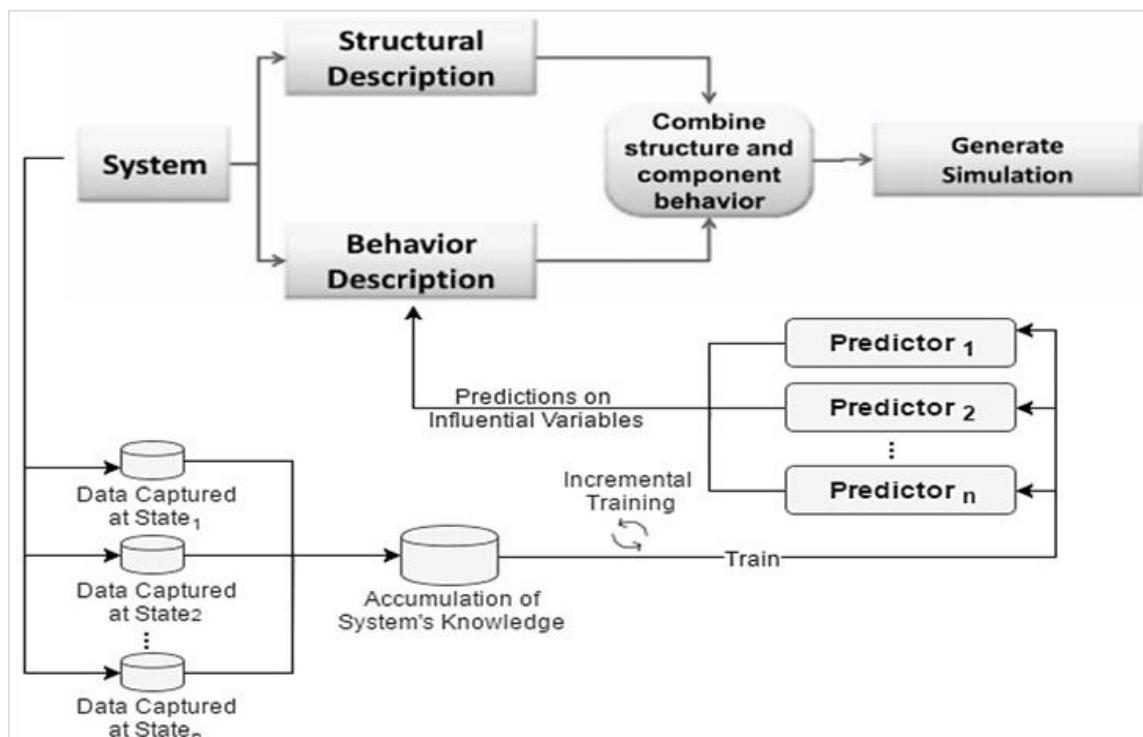 Structural
Description
System
Combine
structure and
component
behavior
Generate
Simulation
Behavior
Description
Predictor 1
Predictions on
Influential Variables
Predictor 2
...
Predictor n
Incremental
Training
Data Captured
at State1
Train
Data Captured
at State2
...
Accumulation of
System's Knowledge
Data Captured
at State